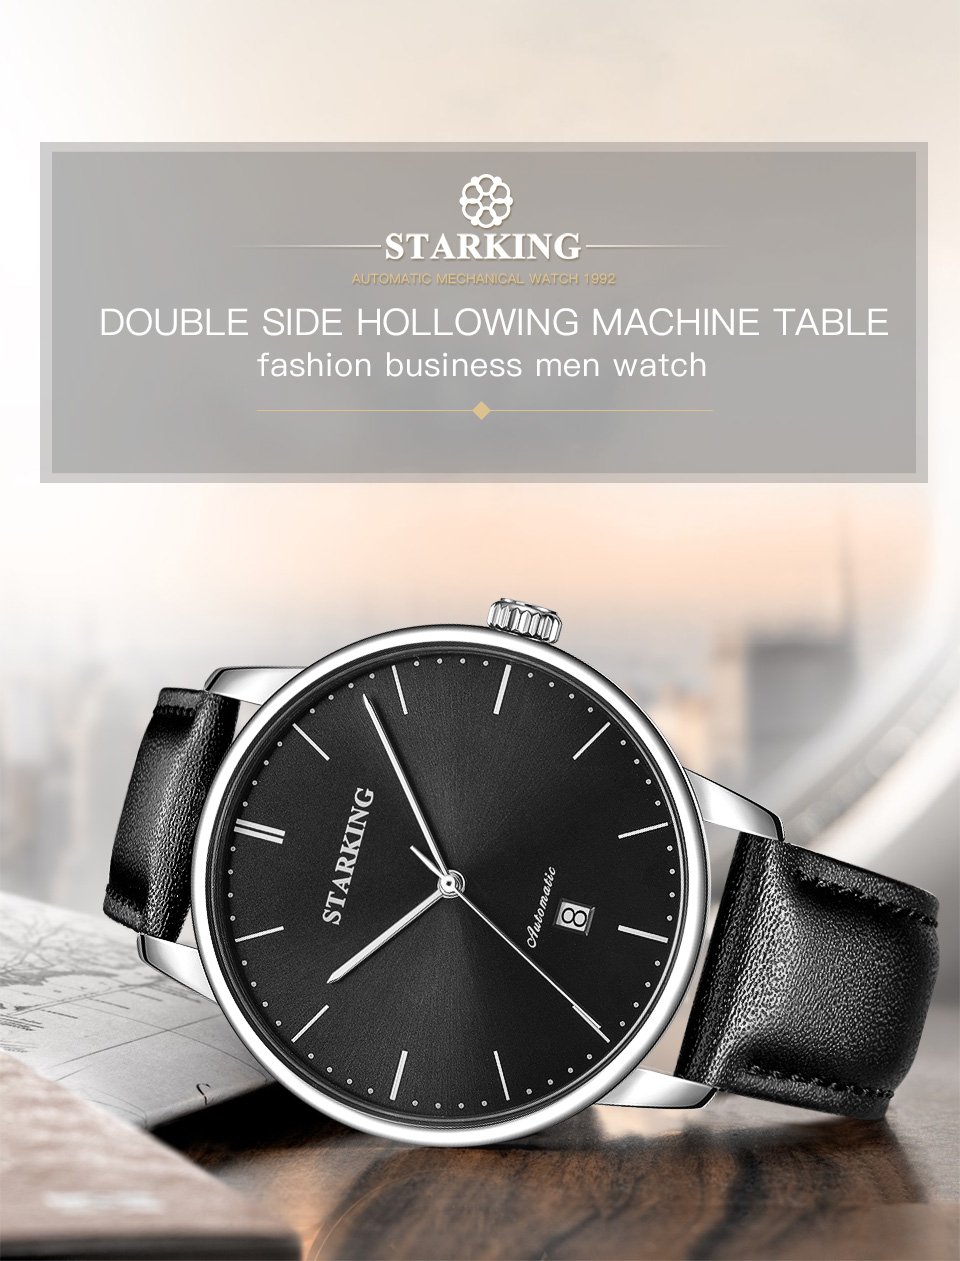 STARKING
AUTOMATIC MECHANICAL WATCH 1992
DOUBLE SIDE HOLLOWING MACHINE TABLE
fashion business men watch
STARKING
Automatic
8